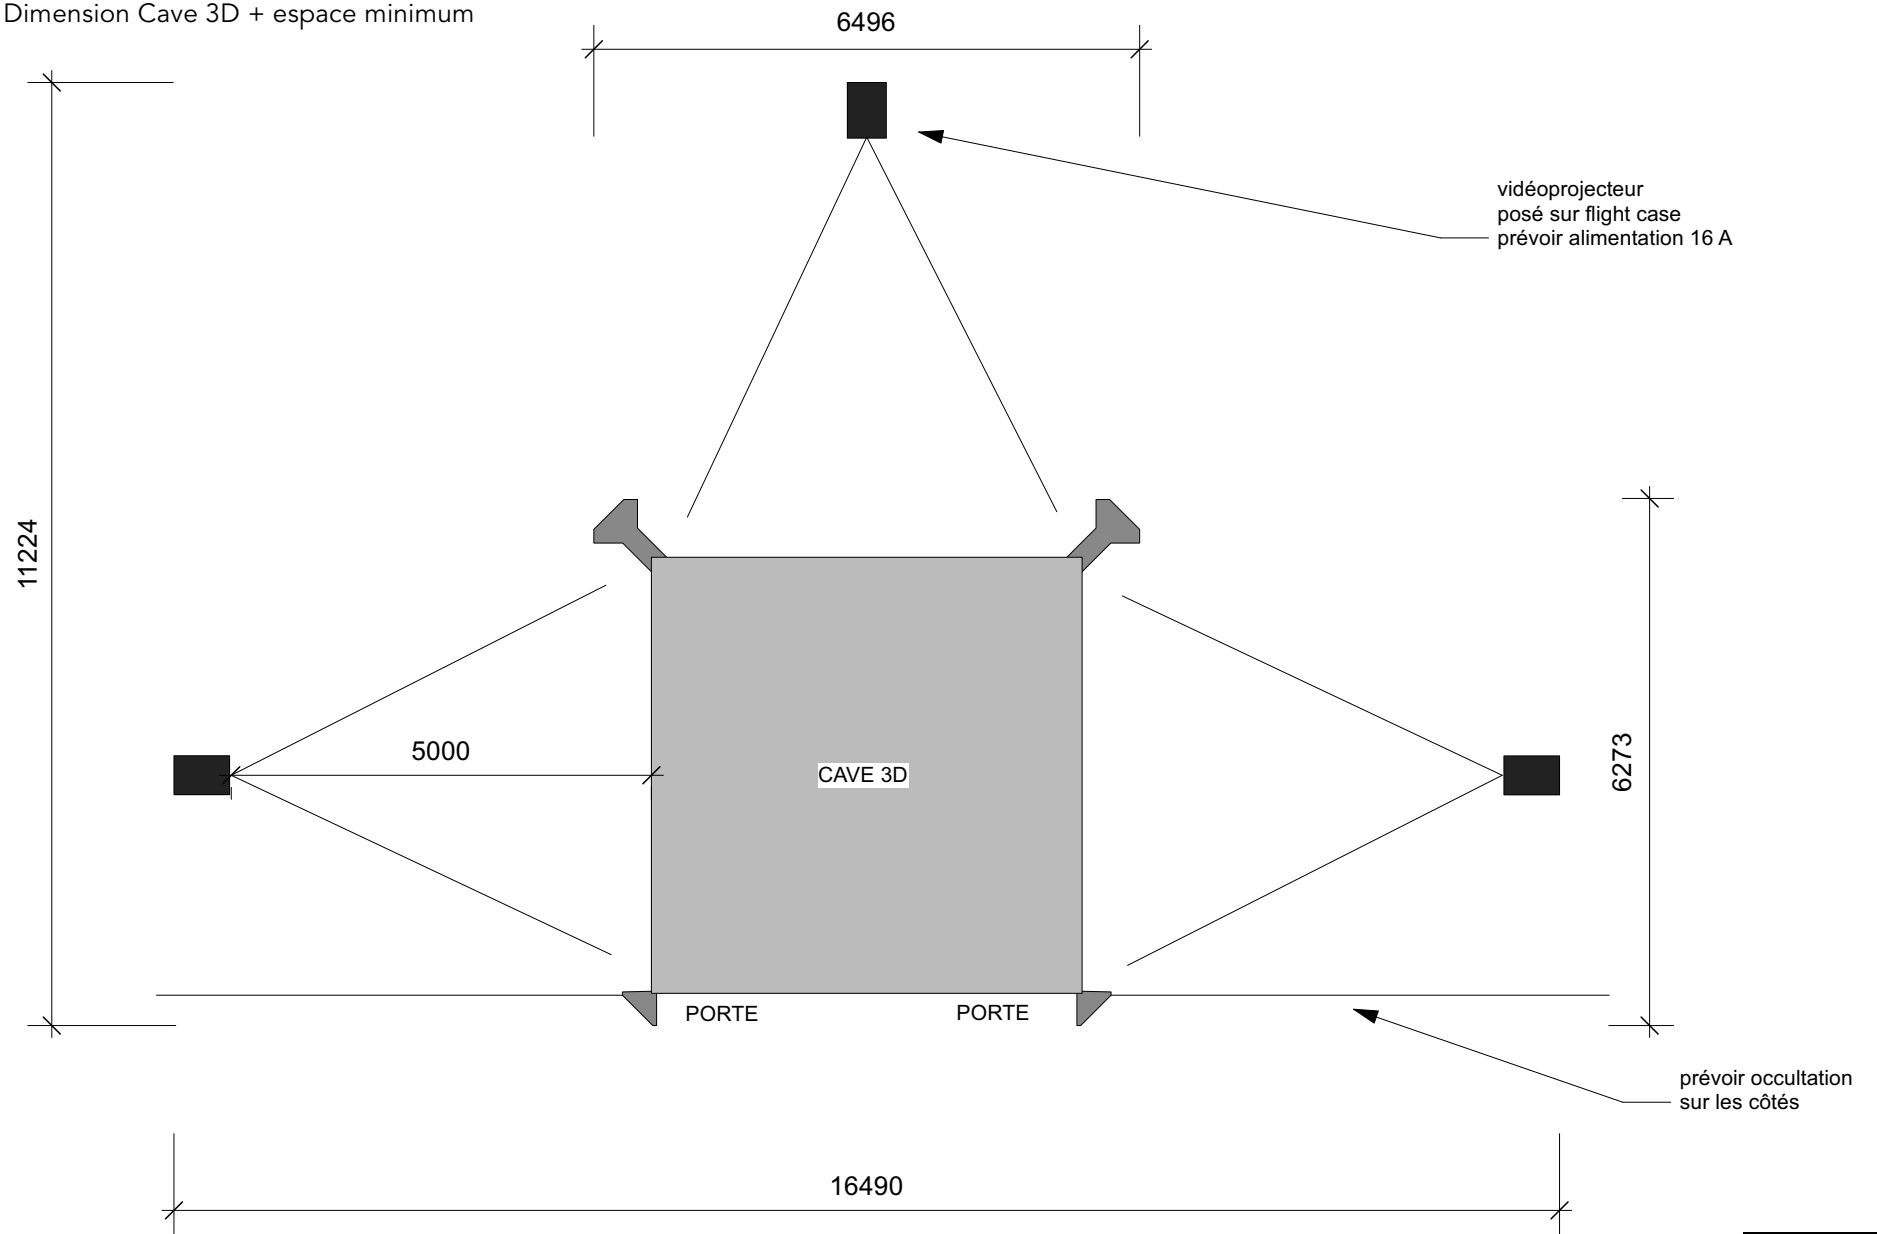 Dimension Cave 3D + espace minimum
6496
vidéoprojecteur
posé sur flight case
prévoir alimentation 16 A
11224
5000
CAVE 3D
6273
PORTE
PORTE
prévoir occultation
sur les côtés
16490